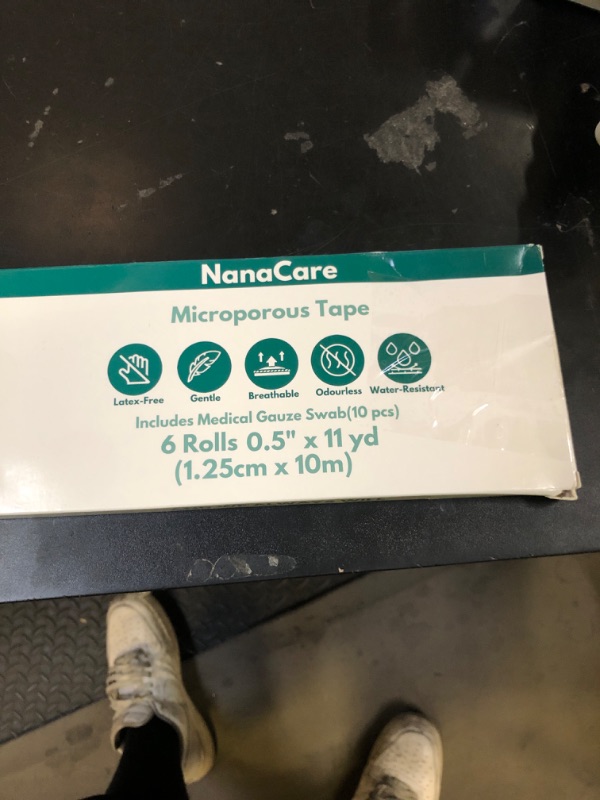 NanaCare
Microporous Tape
Latex-Free Gentle Breathable Odourless Water-Resistant
Includes Medical Gauze Swab(10 pcs)
6 Rolls 0.5" x 11 yd
(1.25cm x 10m)